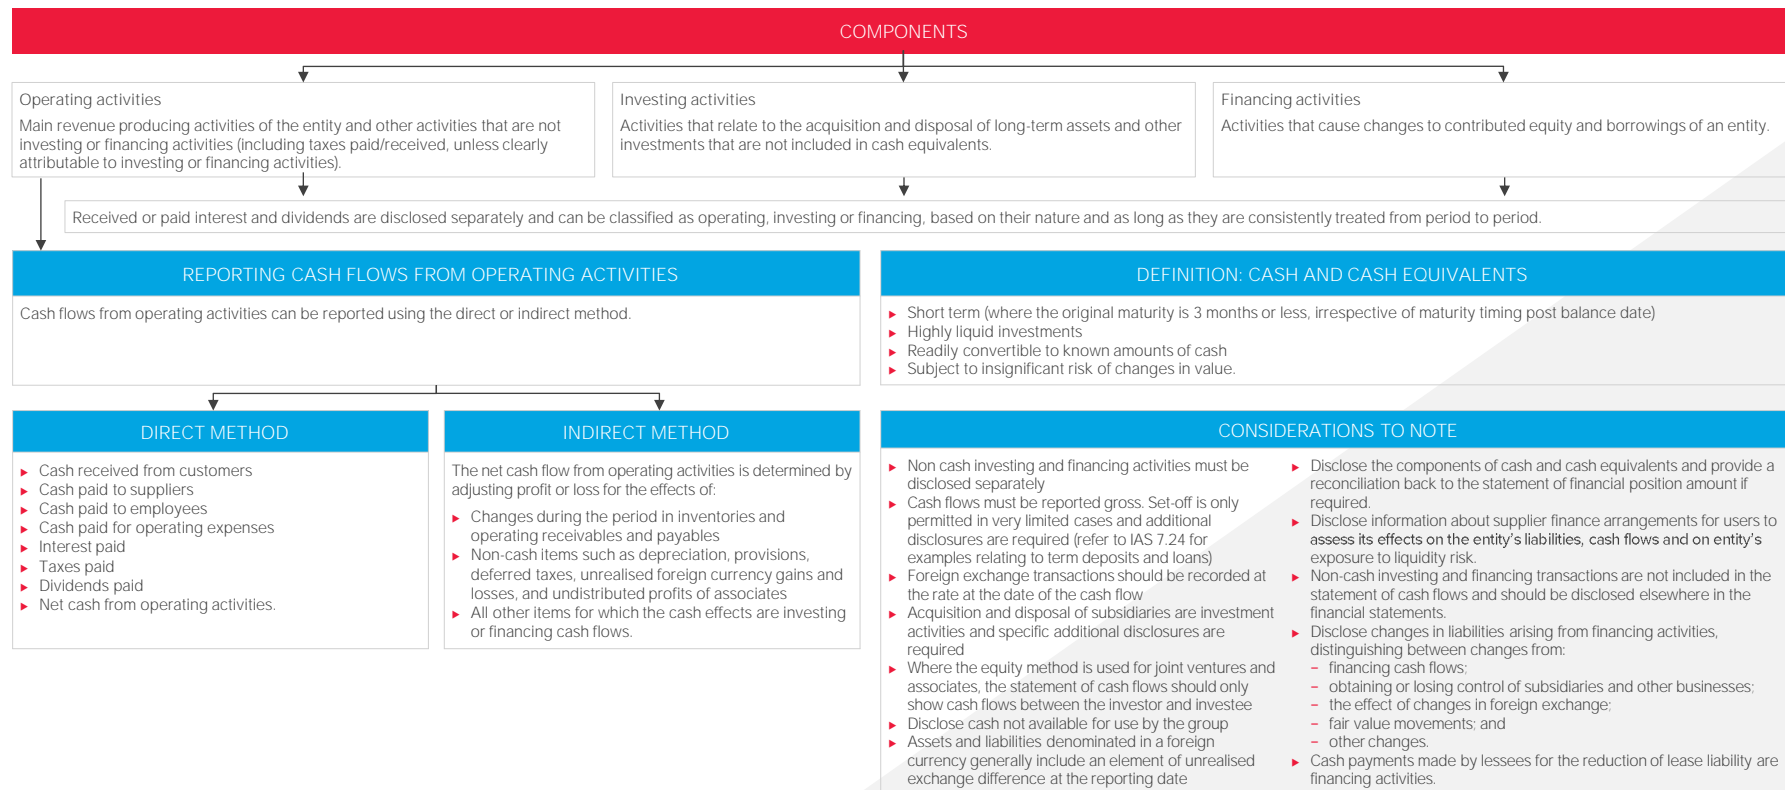 COMPONENTS
Operating activities
Main revenue producing activities of the entity and other activities that are not
investing or financing activities (including taxes paid/received, unless clearly
attributable to investing or financing activities).
Investing activities
Activities that relate to the acquisition and disposal of long-term assets and other
investments that are not included in cash equivalents.
Financing activities
Activities that cause changes to contributed equity and borrowings of an entity.
Received or paid interest and dividends are disclosed separately and can be classified as operating, investing or financing, based on their nature and as long as they are consistently treated from period to period.
REPORTING CASH FLOWS FROM OPERATING ACTIVITIES
Cash flows from operating activities can be reported using the direct or indirect method.
DEFINITION: CASH AND CASH EQUIVALENTS
► Short term (where the original maturity is 3 months or less, irrespective of maturity timing post balance date)
► Highly liquid investments
► Readily convertible to known amounts of cash
► Subject to insignificant risk of changes in value.
DIRECT METHOD
► Cash received from customers
► Cash paid to suppliers
► Cash paid to employees
► Cash paid for operating expenses
► Interest paid
► Taxes paid
► Dividends paid
► Net cash from operating activities.
INDIRECT METHOD
The net cash flow from operating activities is determined by
adjusting profit or loss for the effects of:
► Changes during the period in inventories and
operating receivables and payables
► Non-cash items such as depreciation, provisions,
deferred taxes, unrealised foreign currency gains and
losses, and undistributed profits of associates
► All other items for which the cash effects are investing
or financing cash flows.
CONSIDERATIONS TO NOTE
► Non cash investing and financing activities must be
disclosed separately
► Cash flows must be reported gross. Set-off is only
permitted in very limited cases and additional
disclosures are required (refer to IAS 7.24 for
examples relating to term deposits and loans)
► Foreign exchange transactions should be recorded at
the rate at the date of the cash flow
► Acquisition and disposal of subsidiaries are investment
activities and specific additional disclosures are
required
► Where the equity method is used for joint ventures and
associates, the statement of cash flows should only
show cash flows between the investor and investee
► Disclose cash not available for use by the group
► Assets and liabilities denominated in a foreign
currency generally include an element of unrealised
exchange difference at the reporting date
► Disclose the components of cash and cash equivalents and provide a
reconciliation back to the statement of financial position amount if
required.
► Disclose information about supplier finance arrangements for users to
assess its effects on the entity's liabilities, cash flows and on entity's
exposure to liquidity risk.
► Non-cash investing and financing transactions are not included in the
statement of cash flows and should be disclosed elsewhere in the
financial statements.
► Disclose changes in liabilities arising from financing activities,
distinguishing between changes from:
− financing cash flows;
− obtaining or losing control of subsidiaries and other businesses;
− the effect of changes in foreign exchange;
− fair value movements; and
− other changes.
► Cash payments made by lessees for the reduction of lease liability are
financing activities.